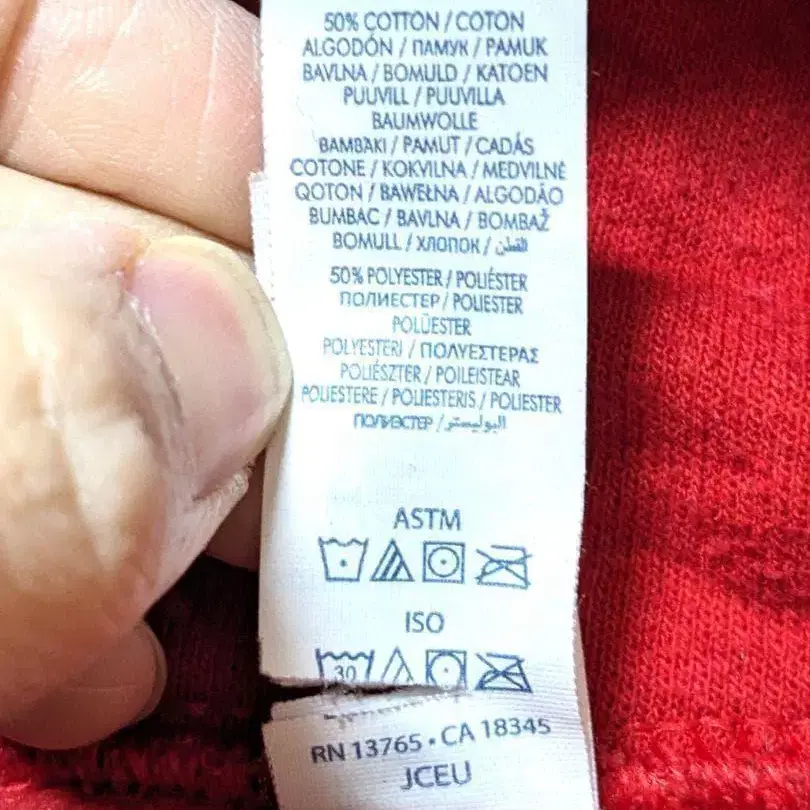 50% COTTON / COTON
ALGODÓN / ПАМУК / PAMUK
BAVLNA / BOMULD / KATOEN
PUUVILL / PUUVILLA
BAUMWOLLE
ΒΑΜΒΑΚΙ / PAMUT / CADÁS
COTONE / KOKVILNA / MEDVILNĖ
QOTON / BAWEŁNA / ALGODÃO
BUMBAC / BAVLNA / BOMBAŽ
BOMULL / ХЛОПОК / القطن
50% POLYESTER / POLIÉSTER
ПОЛИЕСТЕР / POLIESTER
POLÜESTER
POLYESTERI / ΠΟΛΥΕΣΤΕΡΑΣ
POLIÉSZTER / POILEISTEAR
POLIESTERE / POLIESTERIS / POLIESTER
ПОЛИЭСТЕР / البوليستر
ASTM
ISO
30
RN 13765 • CA 18345
JCEU